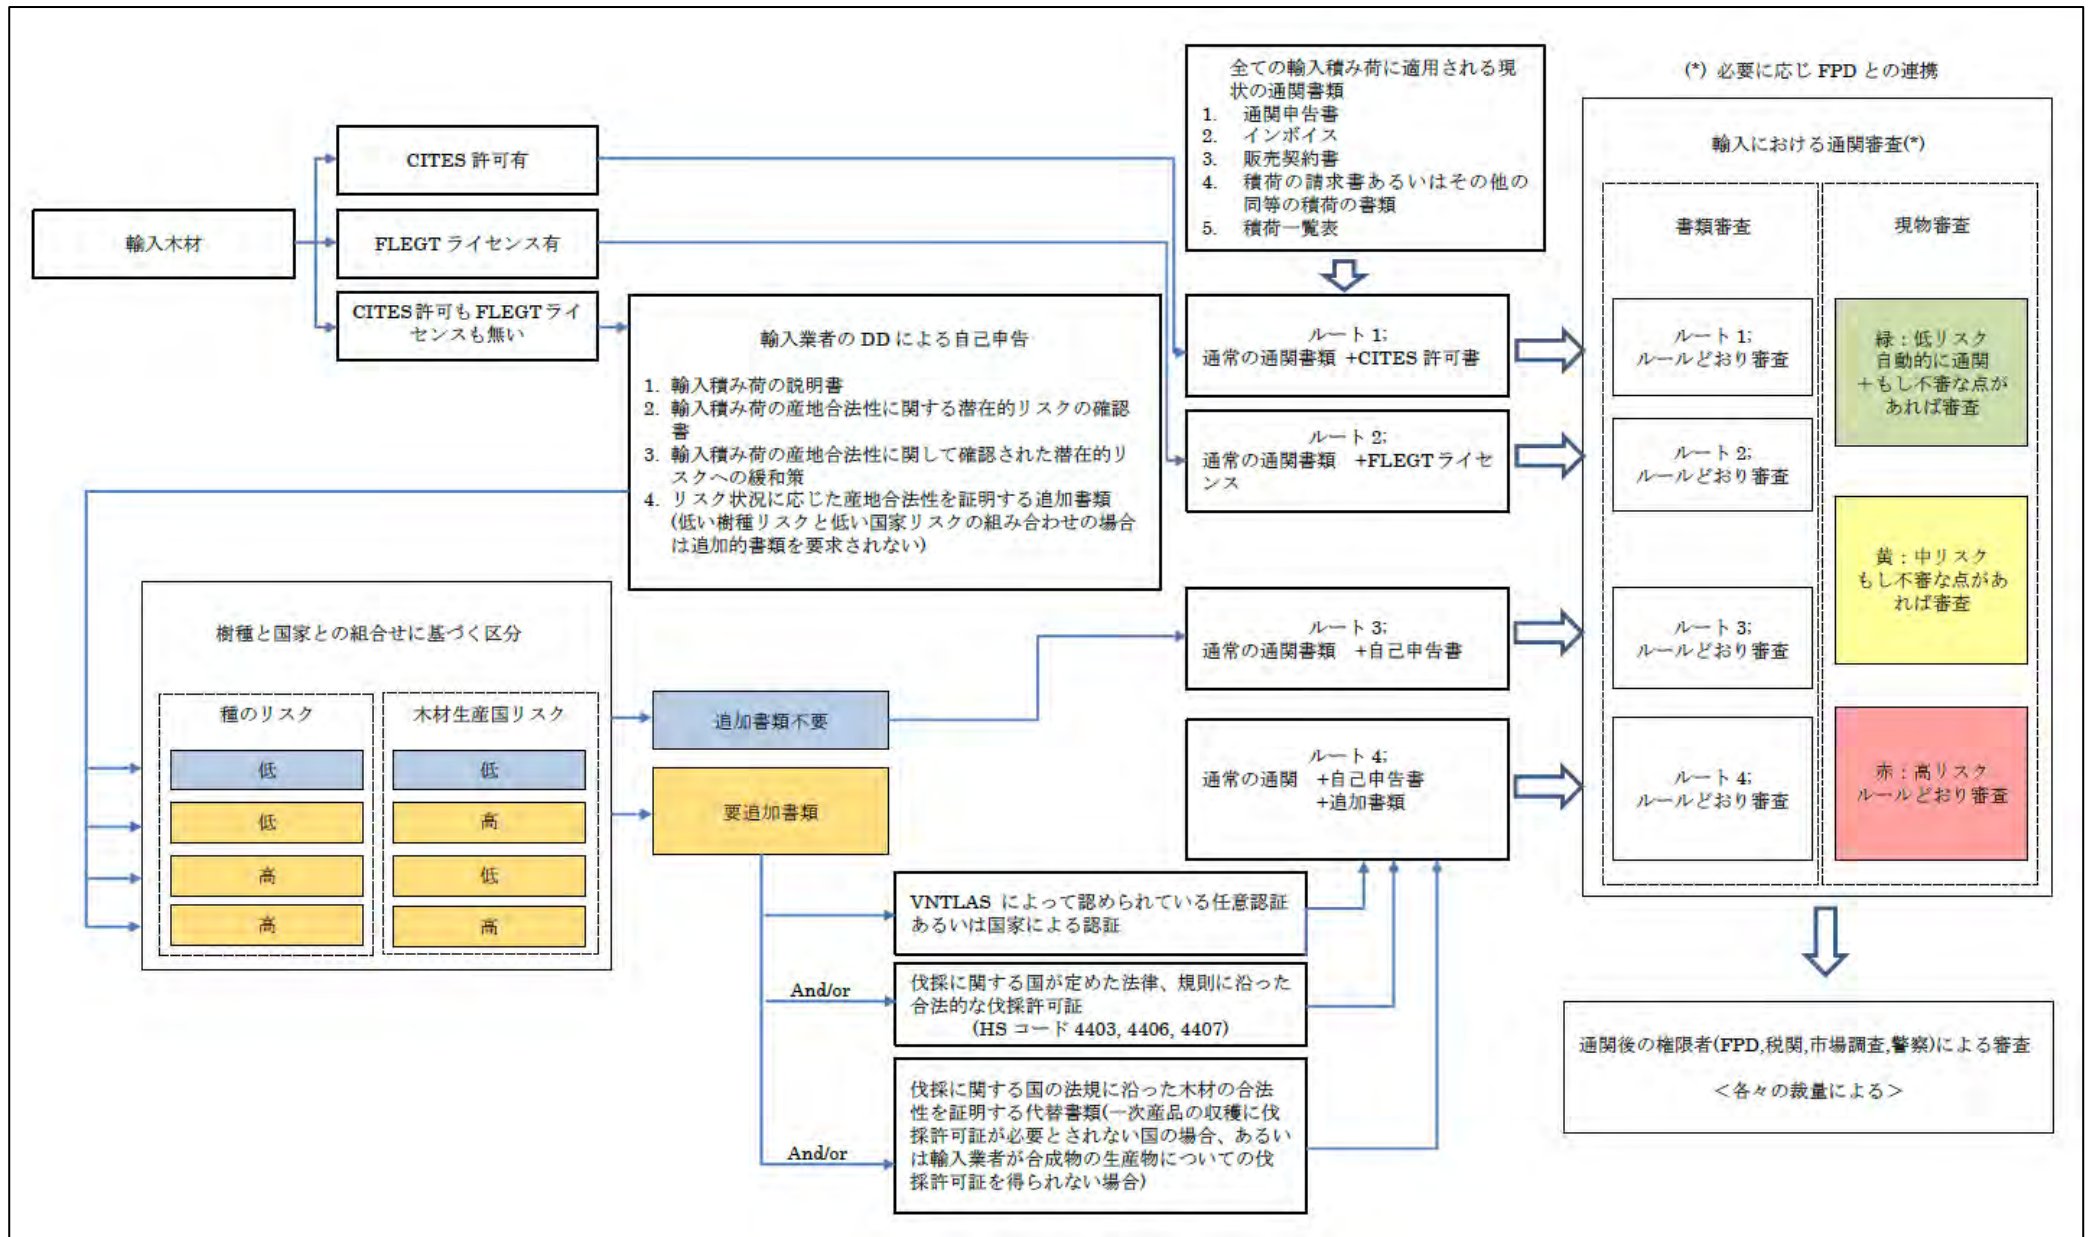 輸入木材
CITES 許可有
FLEGT ライセンス有
CITES 許可も FLEGT ライ
センスも無い
輸入業者の DD による自己申告
1. 輸入積み荷の説明書
2. 輸入積み荷の産地合法性に関する潜在的リスクの確認
書
3. 輸入積み荷の産地合法性に関して確認された潜在的リ
スクへの緩和策
4. リスク状況に応じた産地合法性を証明する追加書類
(低い樹種リスクと低い国家リスクの組み合わせの場合
は追加的書類を要求されない)
樹種と国家との組合せに基づく区分
種のリスク
木材生産国リスク
低
低
低
高
高
低
高
高
追加書類不要
要追加書類
VNTLAS によって認められている任意認証
あるいは国家による認証
And/or
伐採に関する国が定めた法律、規則に沿った
合法的な伐採許可証
(HS コード 4403, 4406, 4407)
And/or
伐採に関する国の法規に沿った木材の合法
性を証明する代替書類(一次産品の収穫に伐
採許可証が必要とされない国の場合、あるい
は輸入業者が合成物の生産物についての伐
採許可証を得られない場合)
全ての輸入積み荷に適用される現
状の通関書類
1. 通関申告書
2. インボイス
3. 販売契約書
4. 積荷の請求書あるいはその他の
同等の積荷の書類
5. 積荷一覧表
ルート 1;
通常の通関書類 +CITES 許可書
ルート 2;
通常の通関書類 +FLEGT ライセ
ンス
ルート 3;
通常の通関書類 +自己申告書
ルート 4;
通常の通関 +自己申告書
+追加書類
(*) 必要に応じ FPD との連携
輸入における通関審査(*)
書類審査
ルート 1;
ルールどおり審査
ルート 2;
ルールどおり審査
ルート 3;
ルールどおり審査
ルート 4;
ルールどおり審査
現物審査
緑：低リスク
自動的に通関
＋もし不審な点が
あれば審査
黄：中リスク
もし不審な点があ
れば審査
赤：高リスク
ルールどおり審査
通関後の権限者(FPD,税関,市場調査,警察)による審査
＜各々の裁量による＞